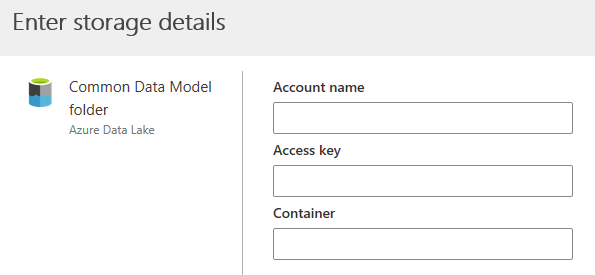 Enter storage details
Common Data Model
folder
Azure Data Lake
Account name
Access key
Container